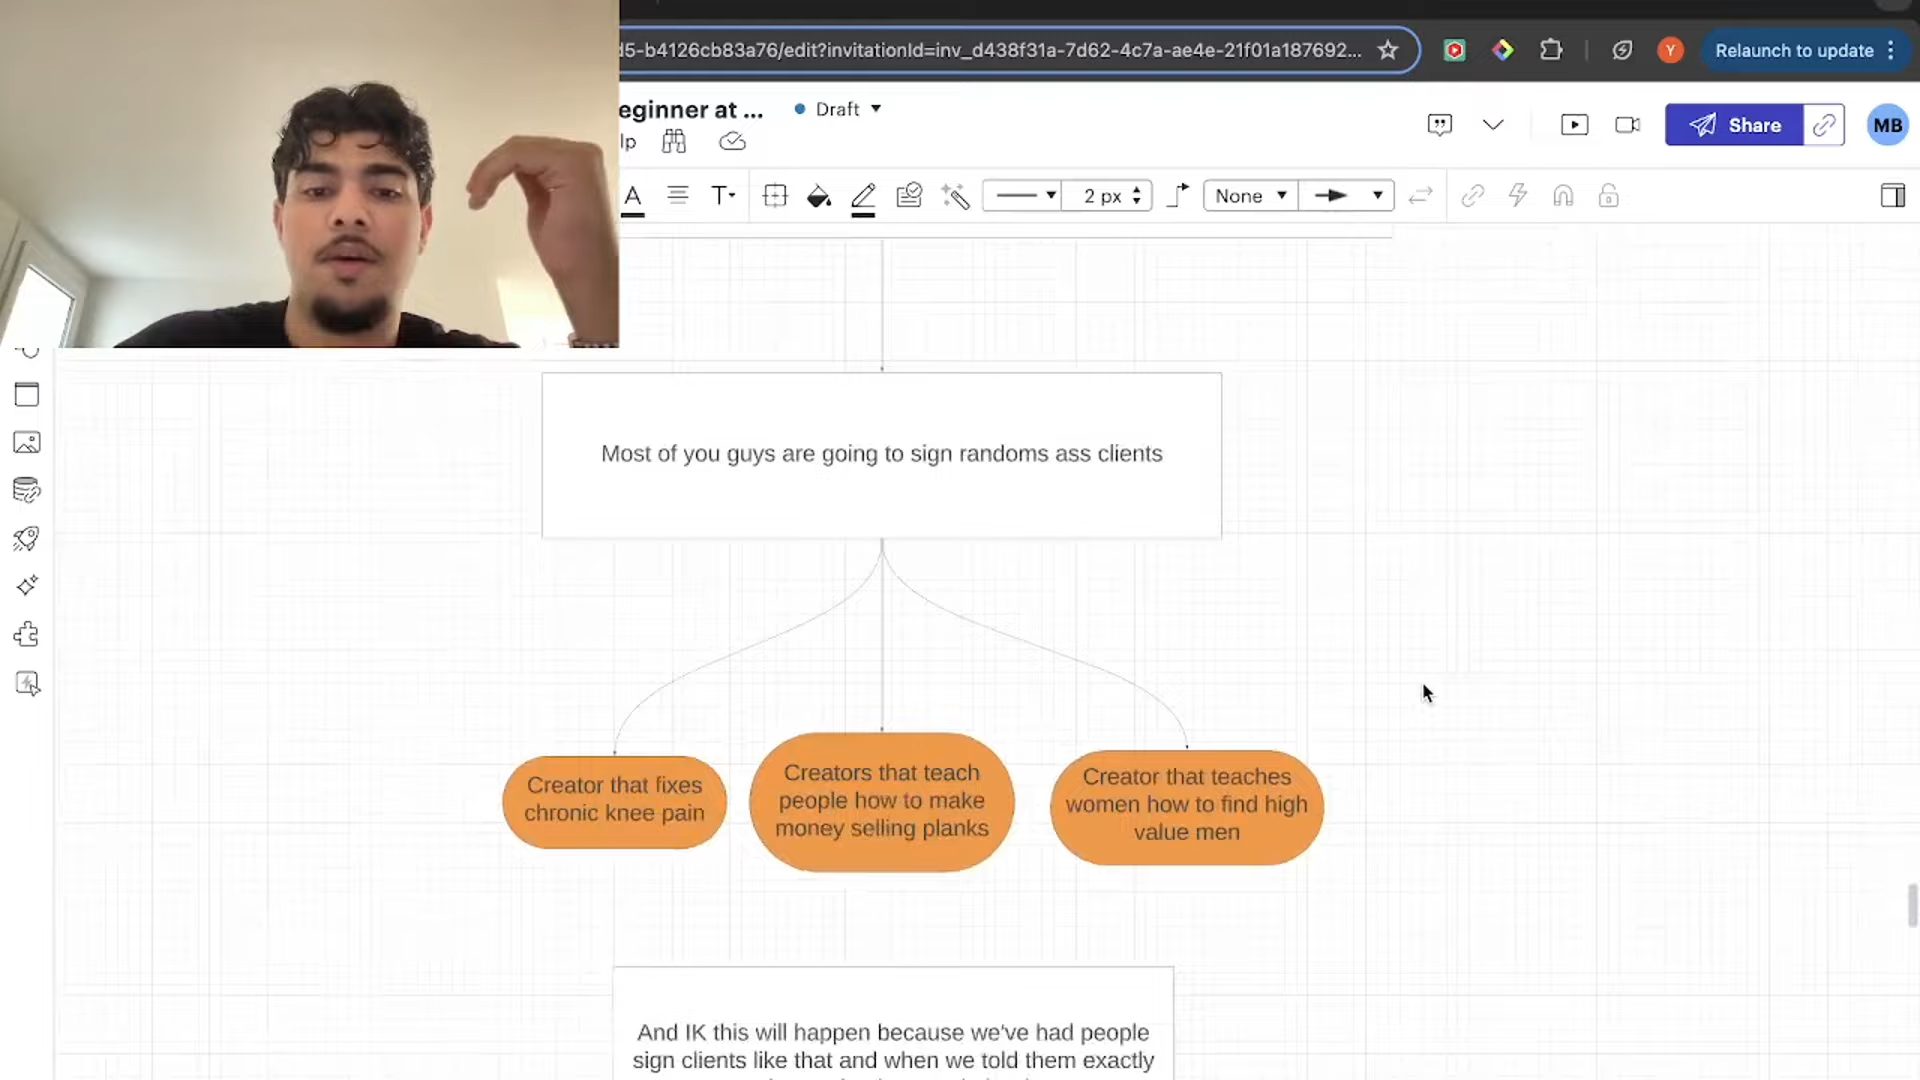 d5-b4126cb83a76/edit?invitationId=inv_d438f31a-7d62-4c7a-ae4e-21f01a187692...
Y
Relaunch to update
eginner at ...
Draft
lp
Share
MB
A
T
2 px
None
Most of you guys are going to sign randoms ass clients
Creator that fixes
chronic knee pain
Creators that teach
people how to make
money selling planks
Creator that teaches
women how to find high
value men
And IK this will happen because we've had people
sign clients like that and when we told them exactly